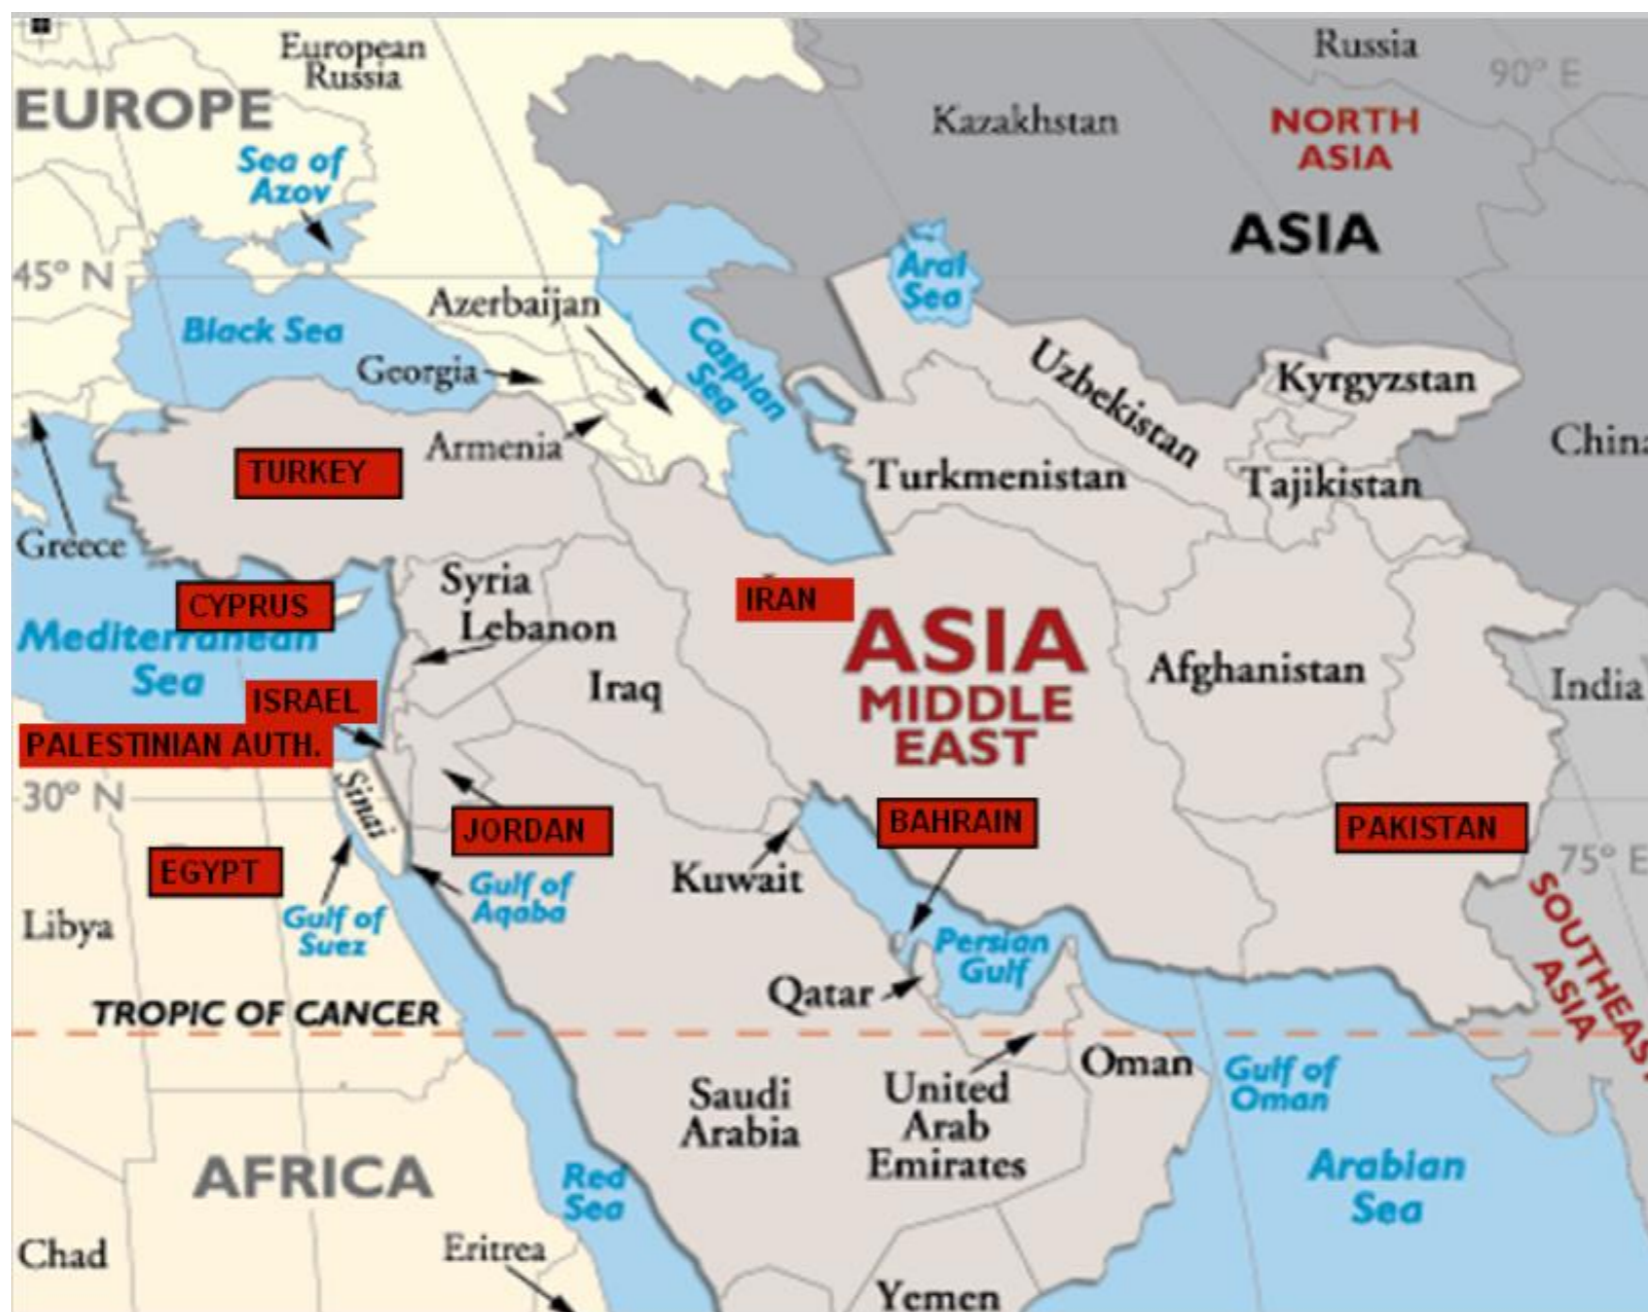 European
Russia
Russia
90° E
EUROPE
Kazakhstan
NORTH
ASIA
Sea of
Azov
ASIA
45° N
Aral
Sea
Azerbaijan
Black Sea
Caspian
Sea
Georgia
Uzbekistan
Kyrgyzstan
Armenia
China
TURKEY
Turkmenistan
Tajikistan
Greece
Syria
CYPRUS
IRAN
Lebanon
Mediterranean
Sea
ASIA
MIDDLE
EAST
Iraq
Afghanistan
India
ISRAEL
PALESTINIAN AUTH.
30° N
Sinai
JORDAN
BAHRAIN
PAKISTAN
75° E
EGYPT
Kuwait
Gulf of
Aqaba
Libya
Gulf of
Suez
Persian
Gulf
SOUTHEAST
ASIA
Qatar
TROPIC OF CANCER
Oman
Gulf of
Oman
Saudi
Arabia
United
Arab
Emirates
AFRICA
Red
Sea
Arabian
Sea
Chad
Eritrea
Yemen